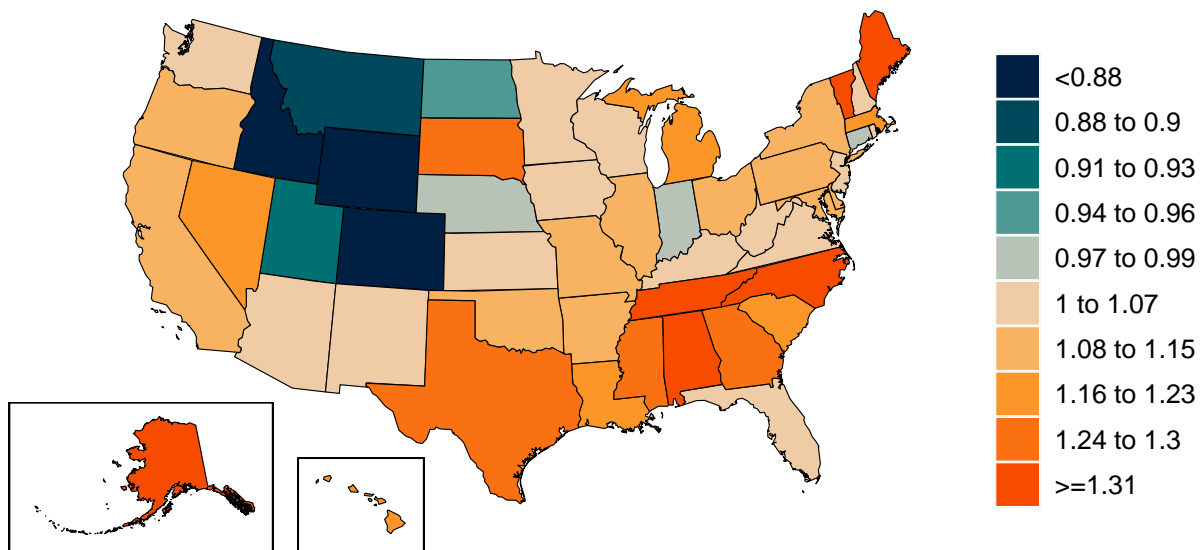 <0.88
0.88 to 0.9
0.91 to 0.93
0.94 to 0.96
0.97 to 0.99
1 to 1.07
1.08 to 1.15
1.16 to 1.23
1.24 to 1.3
>=1.31